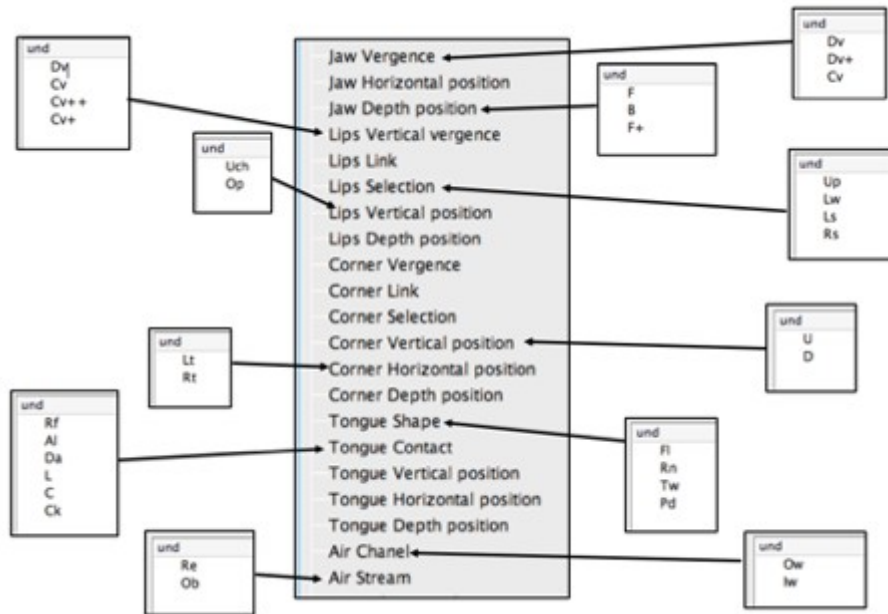 und
Dv
Cv
Cv++
Cv+
und
Uch
Op
und
Lt
Rt
und
Rf
Al
Da
L
C
Ck
und
Re
Ob
Jaw Vergence
Jaw Horizontal position
Jaw Depth position
Lips Vertical vergence
Lips Link
Lips Selection
Lips Vertical position
Lips Depth position
Corner Vergence
Corner Link
Corner Selection
Corner Vertical position
Corner Horizontal position
Corner Depth position
Tongue Shape
Tongue Contact
Tongue Vertical position
Tongue Horizontal position
Tongue Depth position
Air Chanel
Air Stream
und
Dv
Dv+
Cv
und
F
B
F+
und
Up
Lw
Ls
Rs
und
U
D
und
Fl
Rn
Tw
Pd
und
Ow
Iw